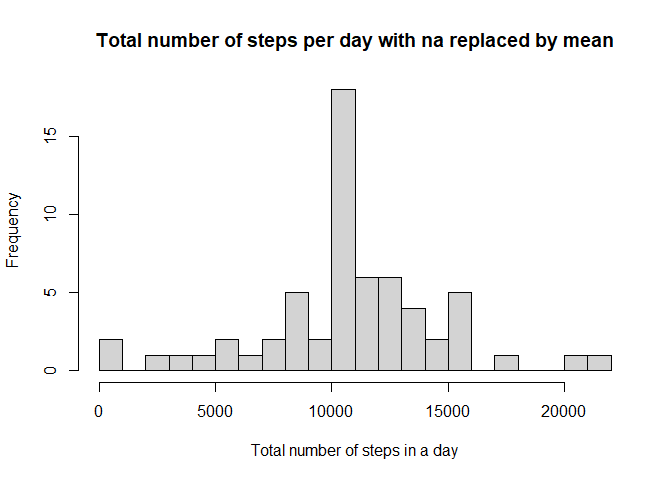 Total number of steps per day with na replaced by mean
Frequency
15
10
5
0
0 5000 10000 15000 20000
Total number of steps in a day